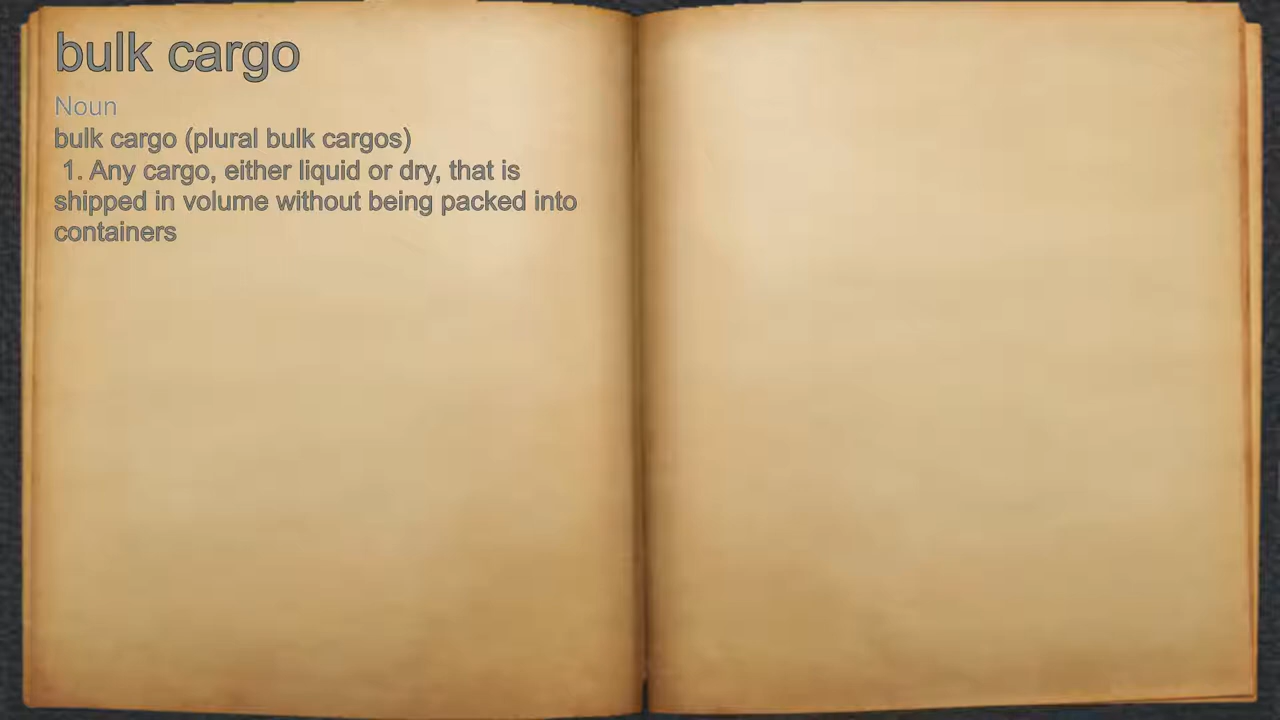 bulk cargo
Noun
bulk cargo (plural bulk cargos)
1. Any cargo, either liquid or dry, that is
shipped in volume without being packed into
containers